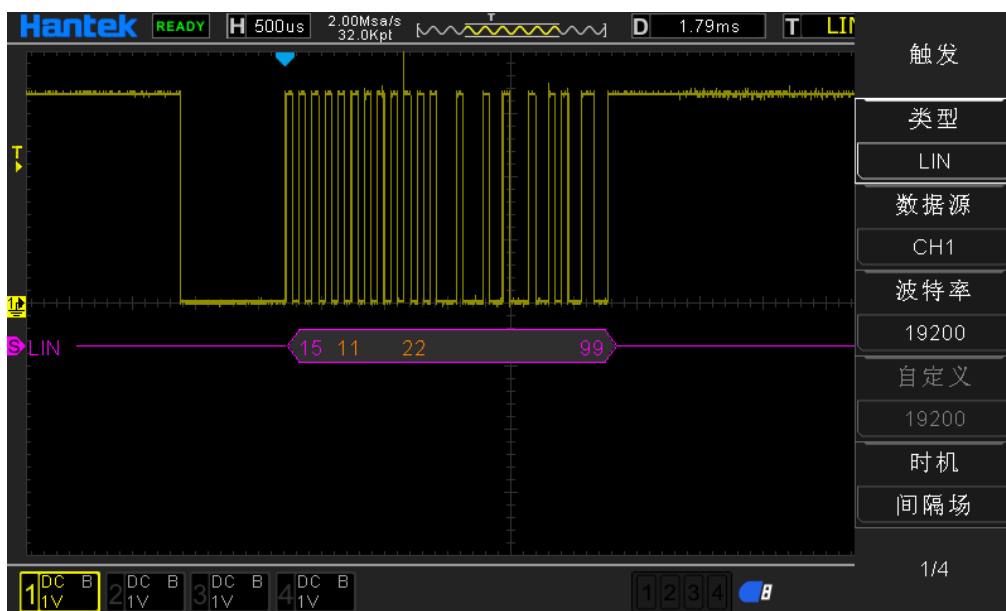 Hantek READY H 500us 2.00Msa/s 32.0Kpt T D 1.79ms T LIN
触发
类型
LIN
数据源
CH1
波特率
19200
自定义
19200
时机
间隔场
1/4
T
1
S LIN 15 11 22 99
1 DC B 1V 2 DC B 1V 3 DC B 1V 4 DC B 1V 1 2 3 4